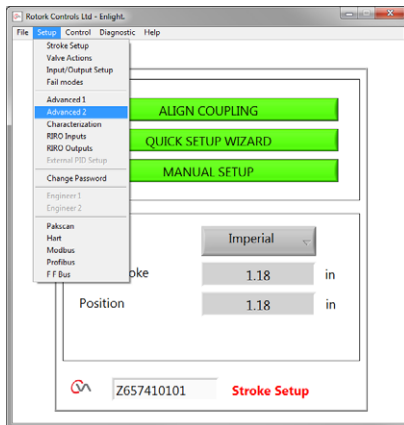 Rotork Controls Ltd - Enlight.
File Setup Control Diagnostic Help
Stroke Setup
Valve Actions
Input/Output Setup
Fail modes
Advanced 1
Advanced 2
Characterization
RIRO Inputs
RIRO Outputs
External PID Setup
Change Password
Engineer 1
Engineer 2
Pakscan
Hart
Modbus
Profibus
F F Bus
ALIGN COUPLING
QUICK SETUP WIZARD
MANUAL SETUP
Imperial
oke 1.18 in
Position 1.18 in
Z657410101 Stroke Setup